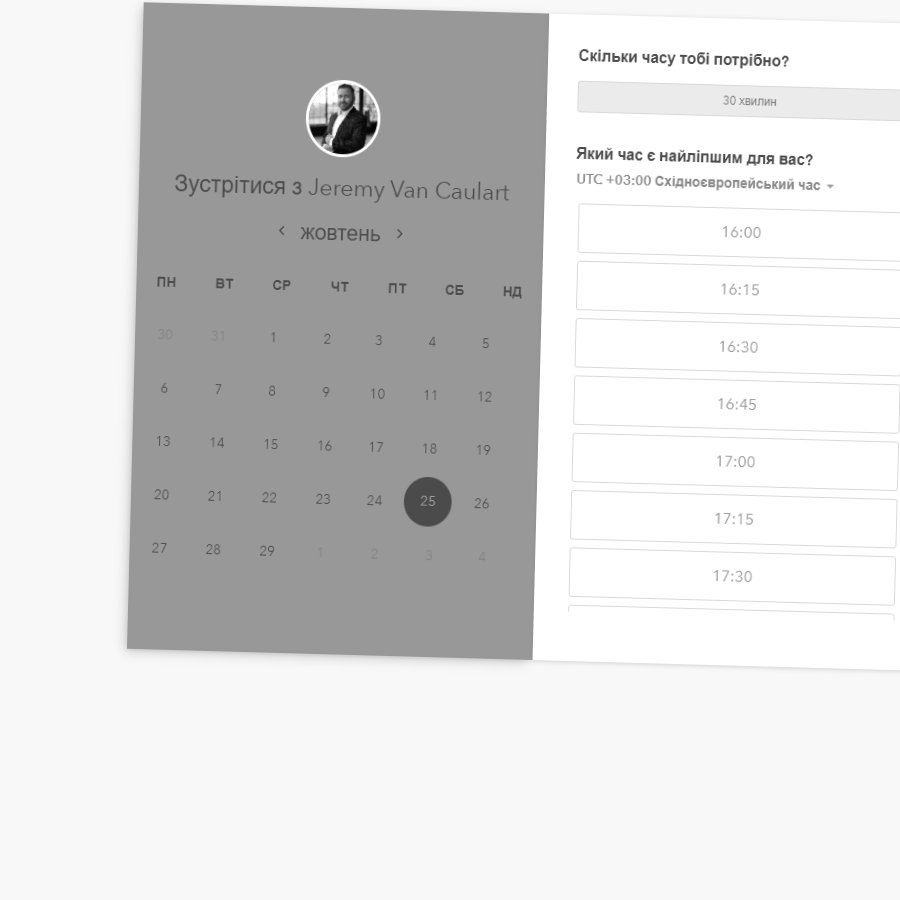 Зустрітися з Jeremy Van Caulart
‹ жовтень ›
ПН ВТ СР ЧТ ПТ СБ НД
30 31 1 2 3 4 5
6 7 8 9 10 11 12
13 14 15 16 17 18 19
20 21 22 23 24 25 26
27 28 29 1 2 3 4
Скільки часу тобі потрібно?
30 хвилин
Який час є найліпшим для вас?
UTC +03:00 Східноєвропейський час
16:00
16:15
16:30
16:45
17:00
17:15
17:30